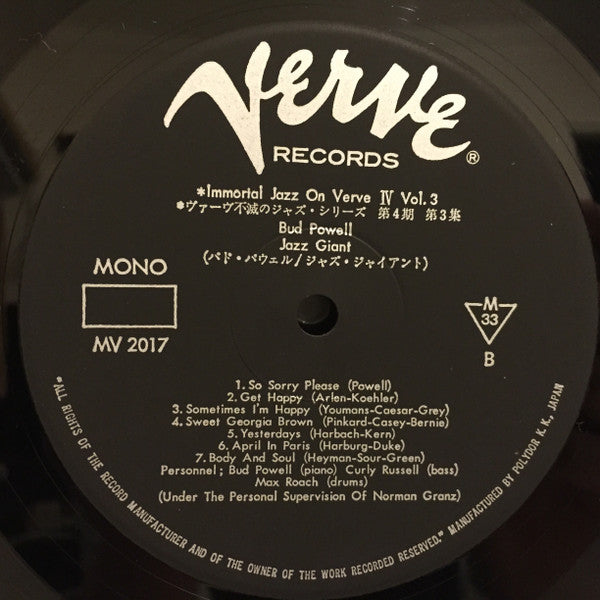 Verve
RECORDS ®
*Immortal Jazz On Verve Ⅳ Vol.3
*ヴァーヴ不滅のジャズ・シリーズ 第4期 第3集
Bud Powell
Jazz Giant
(バド・パウェル/ジャズ・ジャイアント)
MONO
MV 2017
M
33
B
1. So Sorry Please (Powell)
2. Get Happy (Arlen-Koehler)
3. Sometimes I'm Happy (Youmans-Caesar-Grey)
4. Sweet Georgia Brown (Pinkard-Casey-Bernie)
5. Yesterdays (Harbach-Kern)
6. April In Paris (Harburg-Duke)
7. Body And Soul (Heyman-Sour-Green)
Personnel; Bud Powell (piano) Curly Russell (bass)
Max Roach (drums)
(Under The Personal Supervision Of Norman Granz)
"ALL RIGHTS OF THE RECORD MANUFACTURER AND OF THE OWNER OF THE WORK RECORDED RESERVED." MANUFACTURED BY POLYDOR K. K., JAPAN